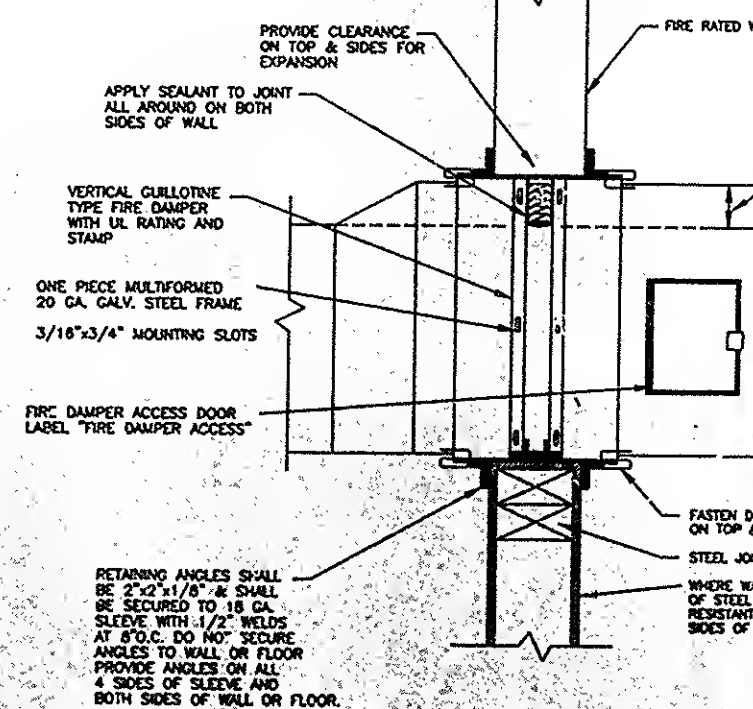 PROVIDE CLEARANCE
ON TOP & SIDES FOR
EXPANSION
FIRE RATED
APPLY SEALANT TO JOINT
ALL AROUND ON BOTH
SIDES OF WALL
VERTICAL GUILLOTINE
TYPE FIRE DAMPER
WITH UL RATING AND
STAMP
ONE PIECE MULTIFORMED
20 GA. GALV. STEEL FRAME
3/16"x3/4" MOUNTING SLOTS
FIRE DAMPER ACCESS DOOR
LABEL "FIRE DAMPER ACCESS"
FASTEN D
ON TOP &
STEEL JO
WHERE WA
OF STEEL
RESISTANT
SIDES OF
RETAINING ANGLES SHALL
BE 2"x2"x1/8" & SHALL
BE SECURED TO 18 GA.
SLEEVE WITH 1/2" WELDS
AT 8"O.C. DO NOT SECURE
ANGLES TO WALL OR FLOOR
PROVIDE ANGLES ON ALL
4 SIDES OF SLEEVE AND
BOTH SIDES OF WALL OR FLOOR.